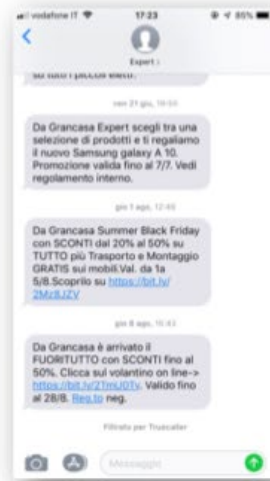 vodafone IT 17:23 85%
Expert
su tutti i piccoli elettr.
ven 21 giu,
Da Grancasa Expert scegli tra una
selezione di prodotti e ti regaliamo
il nuovo Samsung galaxy A 10.
Promozione valida fino al 7/7. Vedi
regolamento interno.
gio 1 ago, 12:46
Da Grancasa Summer Black Friday
con SCONTI dal 20% al 50% su
TUTTO più Trasporto e Montaggio
GRATIS sui mobili.Val. da 1a
5/8.Scoprilo su https://bit.ly/
2Mz8JZV
gio 8 ago, 16:43
Da Grancasa è arrivato il
FUORITUTTO con SCONTI fino al
50%. Clicca sul volantino on line->
https://bit.ly/2TmU0Tv. Valido fino
al 28/8. Reg.to neg.
Filtrato per Truecaller
Messaggio